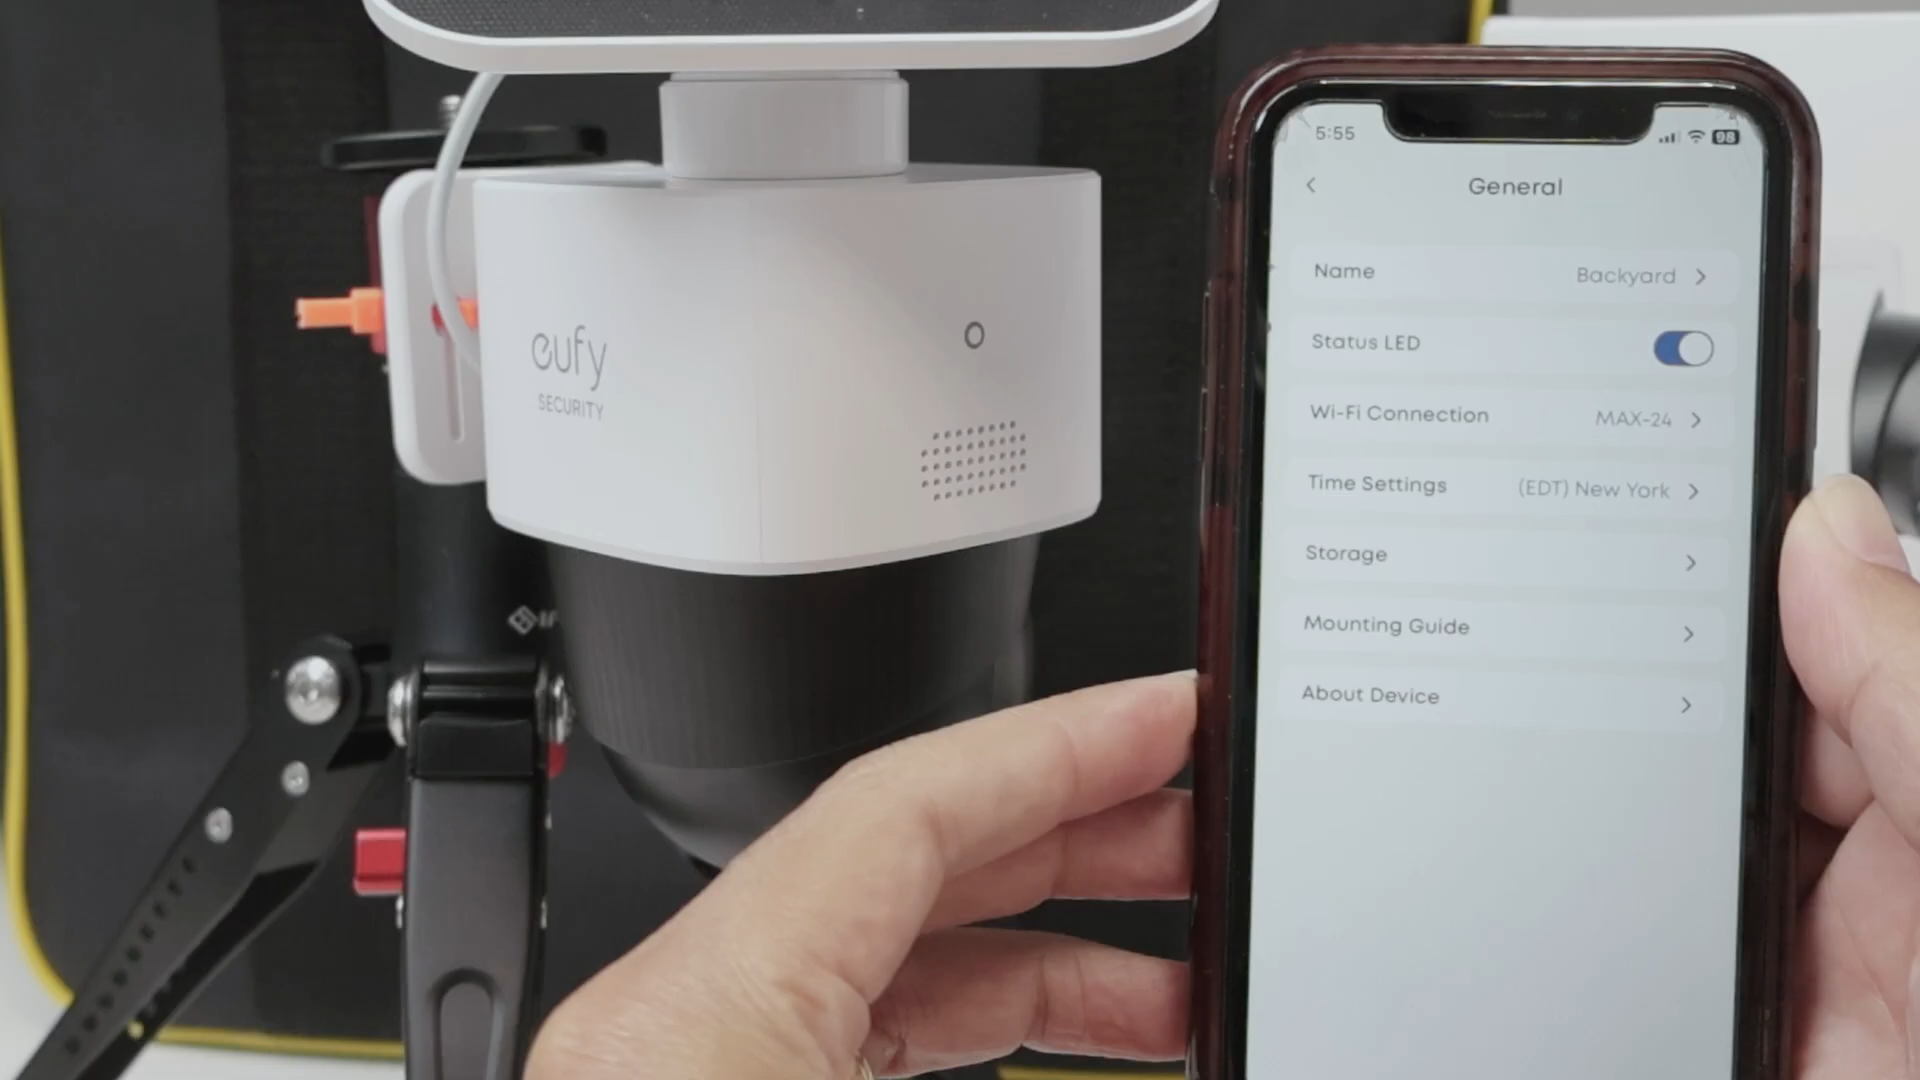 eufy
SECURITY
5:55
98
General
Name
Backyard
Status LED
Wi-Fi Connection
MAX-24
Time Settings
(EDT) New York
Storage
Mounting Guide
About Device